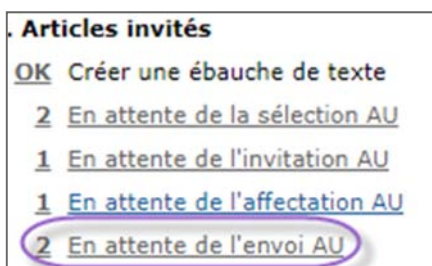 . Articles invités
OK Créer une ébauche de texte
2 En attente de la sélection AU
1 En attente de l'invitation AU
1 En attente de l'affectation AU
2 En attente de l'envoi AU